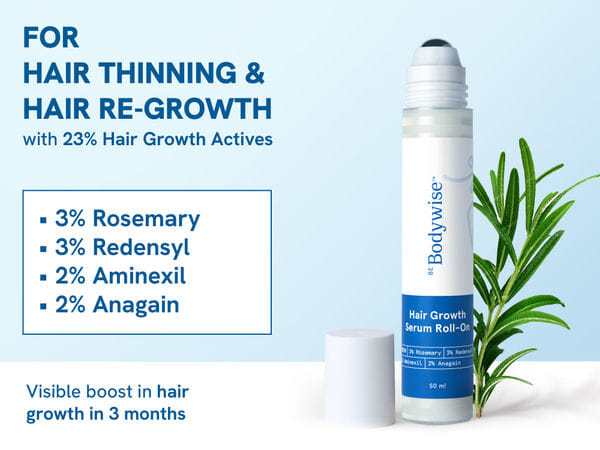 FOR
HAIR THINNING &
HAIR RE-GROWTH
with 23% Hair Growth Actives
▪ 3% Rosemary
▪ 3% Redensyl
▪ 2% Aminexil
▪ 2% Anagain
Visible boost in hair
growth in 3 months
BE Bodywise™
Hair Growth
Serum Roll-On
3% Rosemary 3% Redensyl
2% Anagain
50 ml